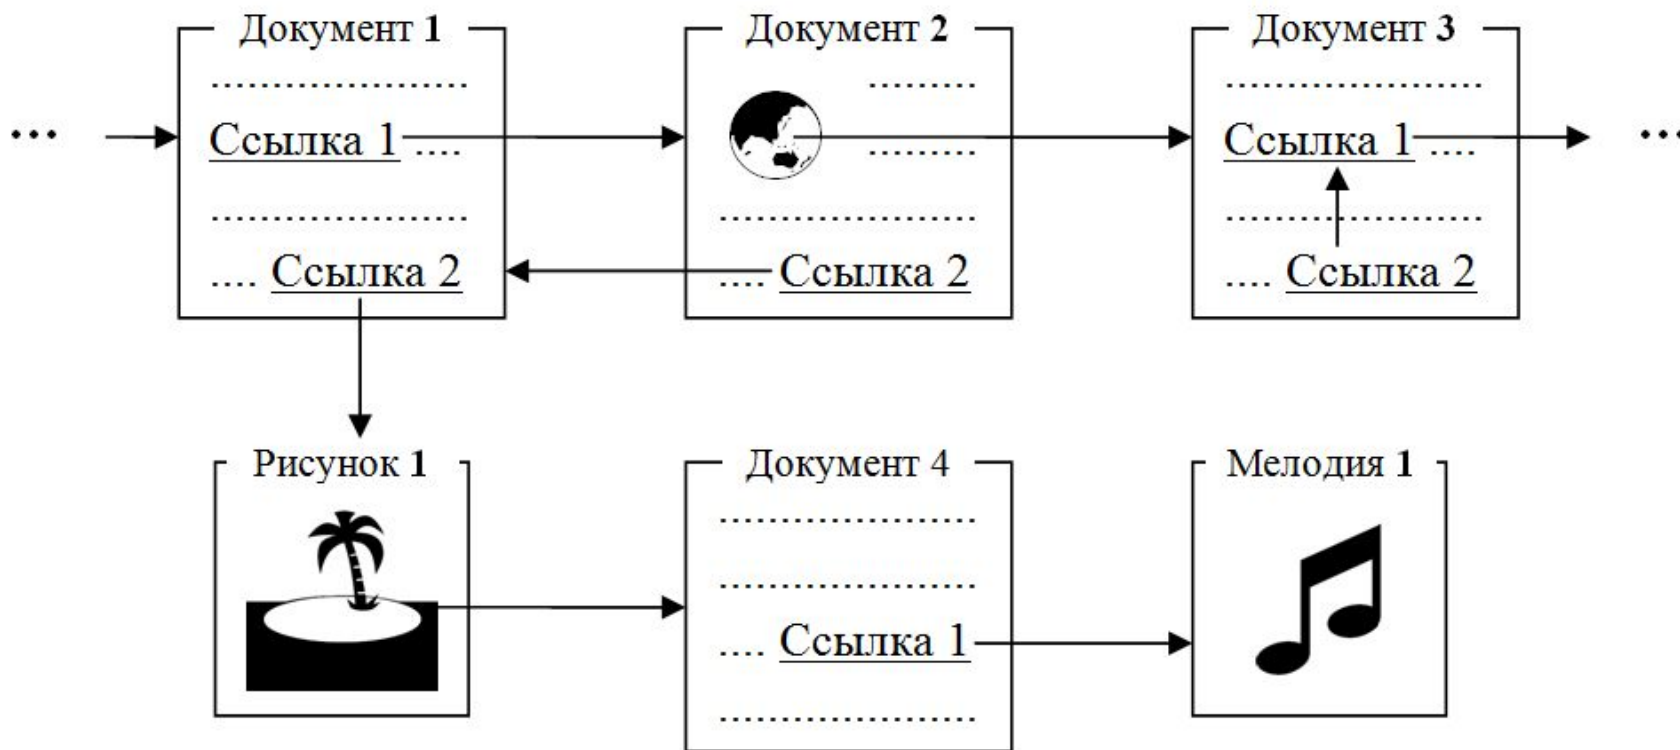 Документ 1
Документ 2
Документ 3
.....................
.........
.....................
... Ссылка 1 ....
.........
Ссылка 1 .... ...
.....................
.....................
.....................
.... Ссылка 2
.... Ссылка 2
.... Ссылка 2
Рисунок 1
Документ 4
Мелодия 1
.....................
.....................
.... Ссылка 1
.....................